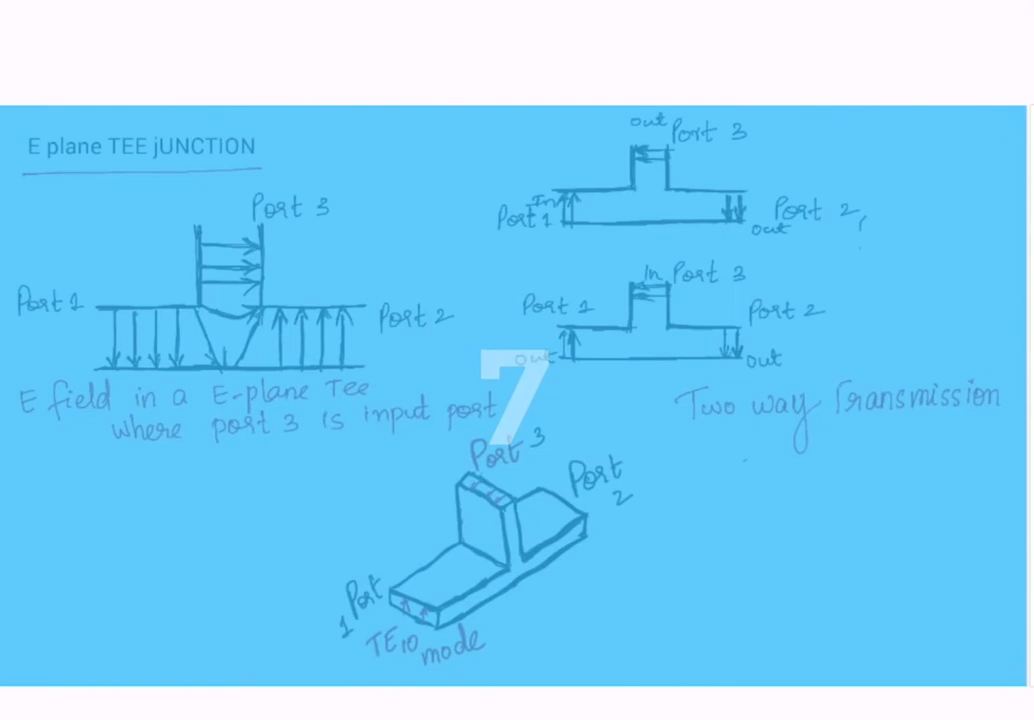 E plane TEE jUNCTION
Port 3
Port 1
Port 2
E field in a E-plane Tee
where port 3 is input port
out Port 3
In
Port 1
Port 2
out
In Port 3
Port 1
Port 2
out
out
Two way Transmission
7
Port 3
Port
2
Port
1
TE10 mode